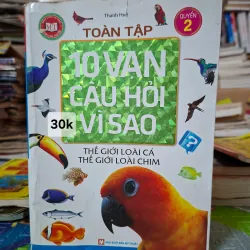 Thanh Huế
TOÀN TẬP
QUYỂN
2
10 VẠN
CÂU HỎI
VÌ SAO
30k
THẾ GIỚI LOÀI CÁ
THẾ GIỚI LOÀI CHIM